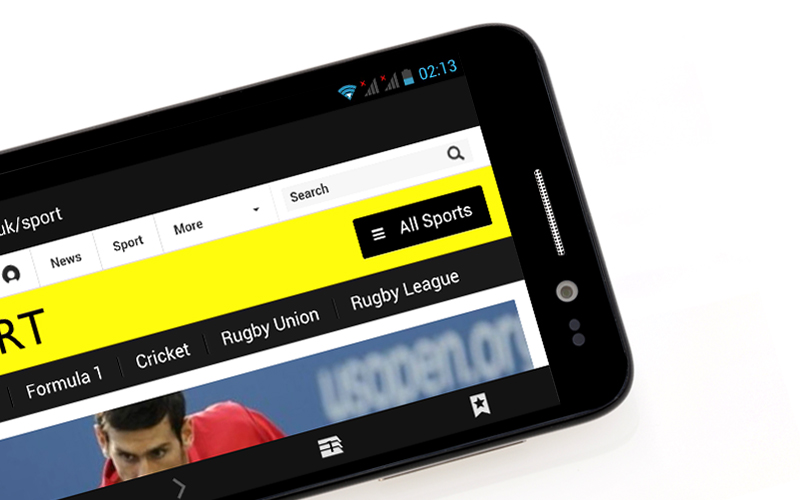 02:13
uk/sport
News
Sport
More
Search
All Sports
RT
Formula 1
Cricket
Rugby Union
Rugby League
usopen.org